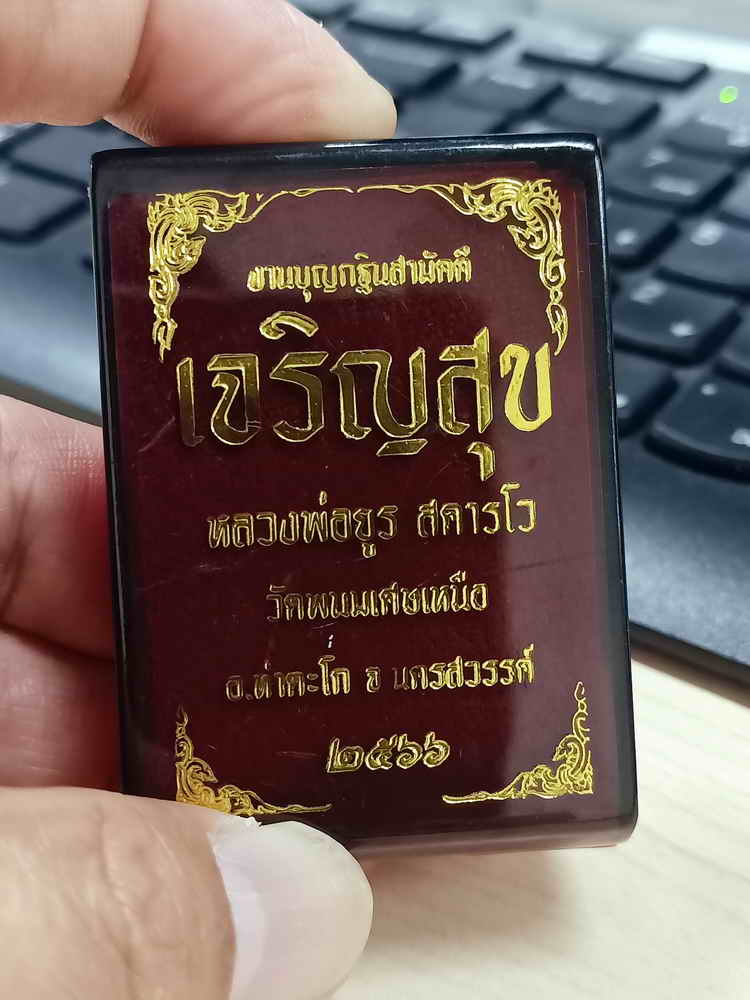 งานบุญกฐินสามัคคี
เจริญสุข
หลวงพ่อยูร สคารโว
วัดพนมเศษเหนือ
อ.ท่าตะโก จ นครสวรรค์
๒๕๖๖